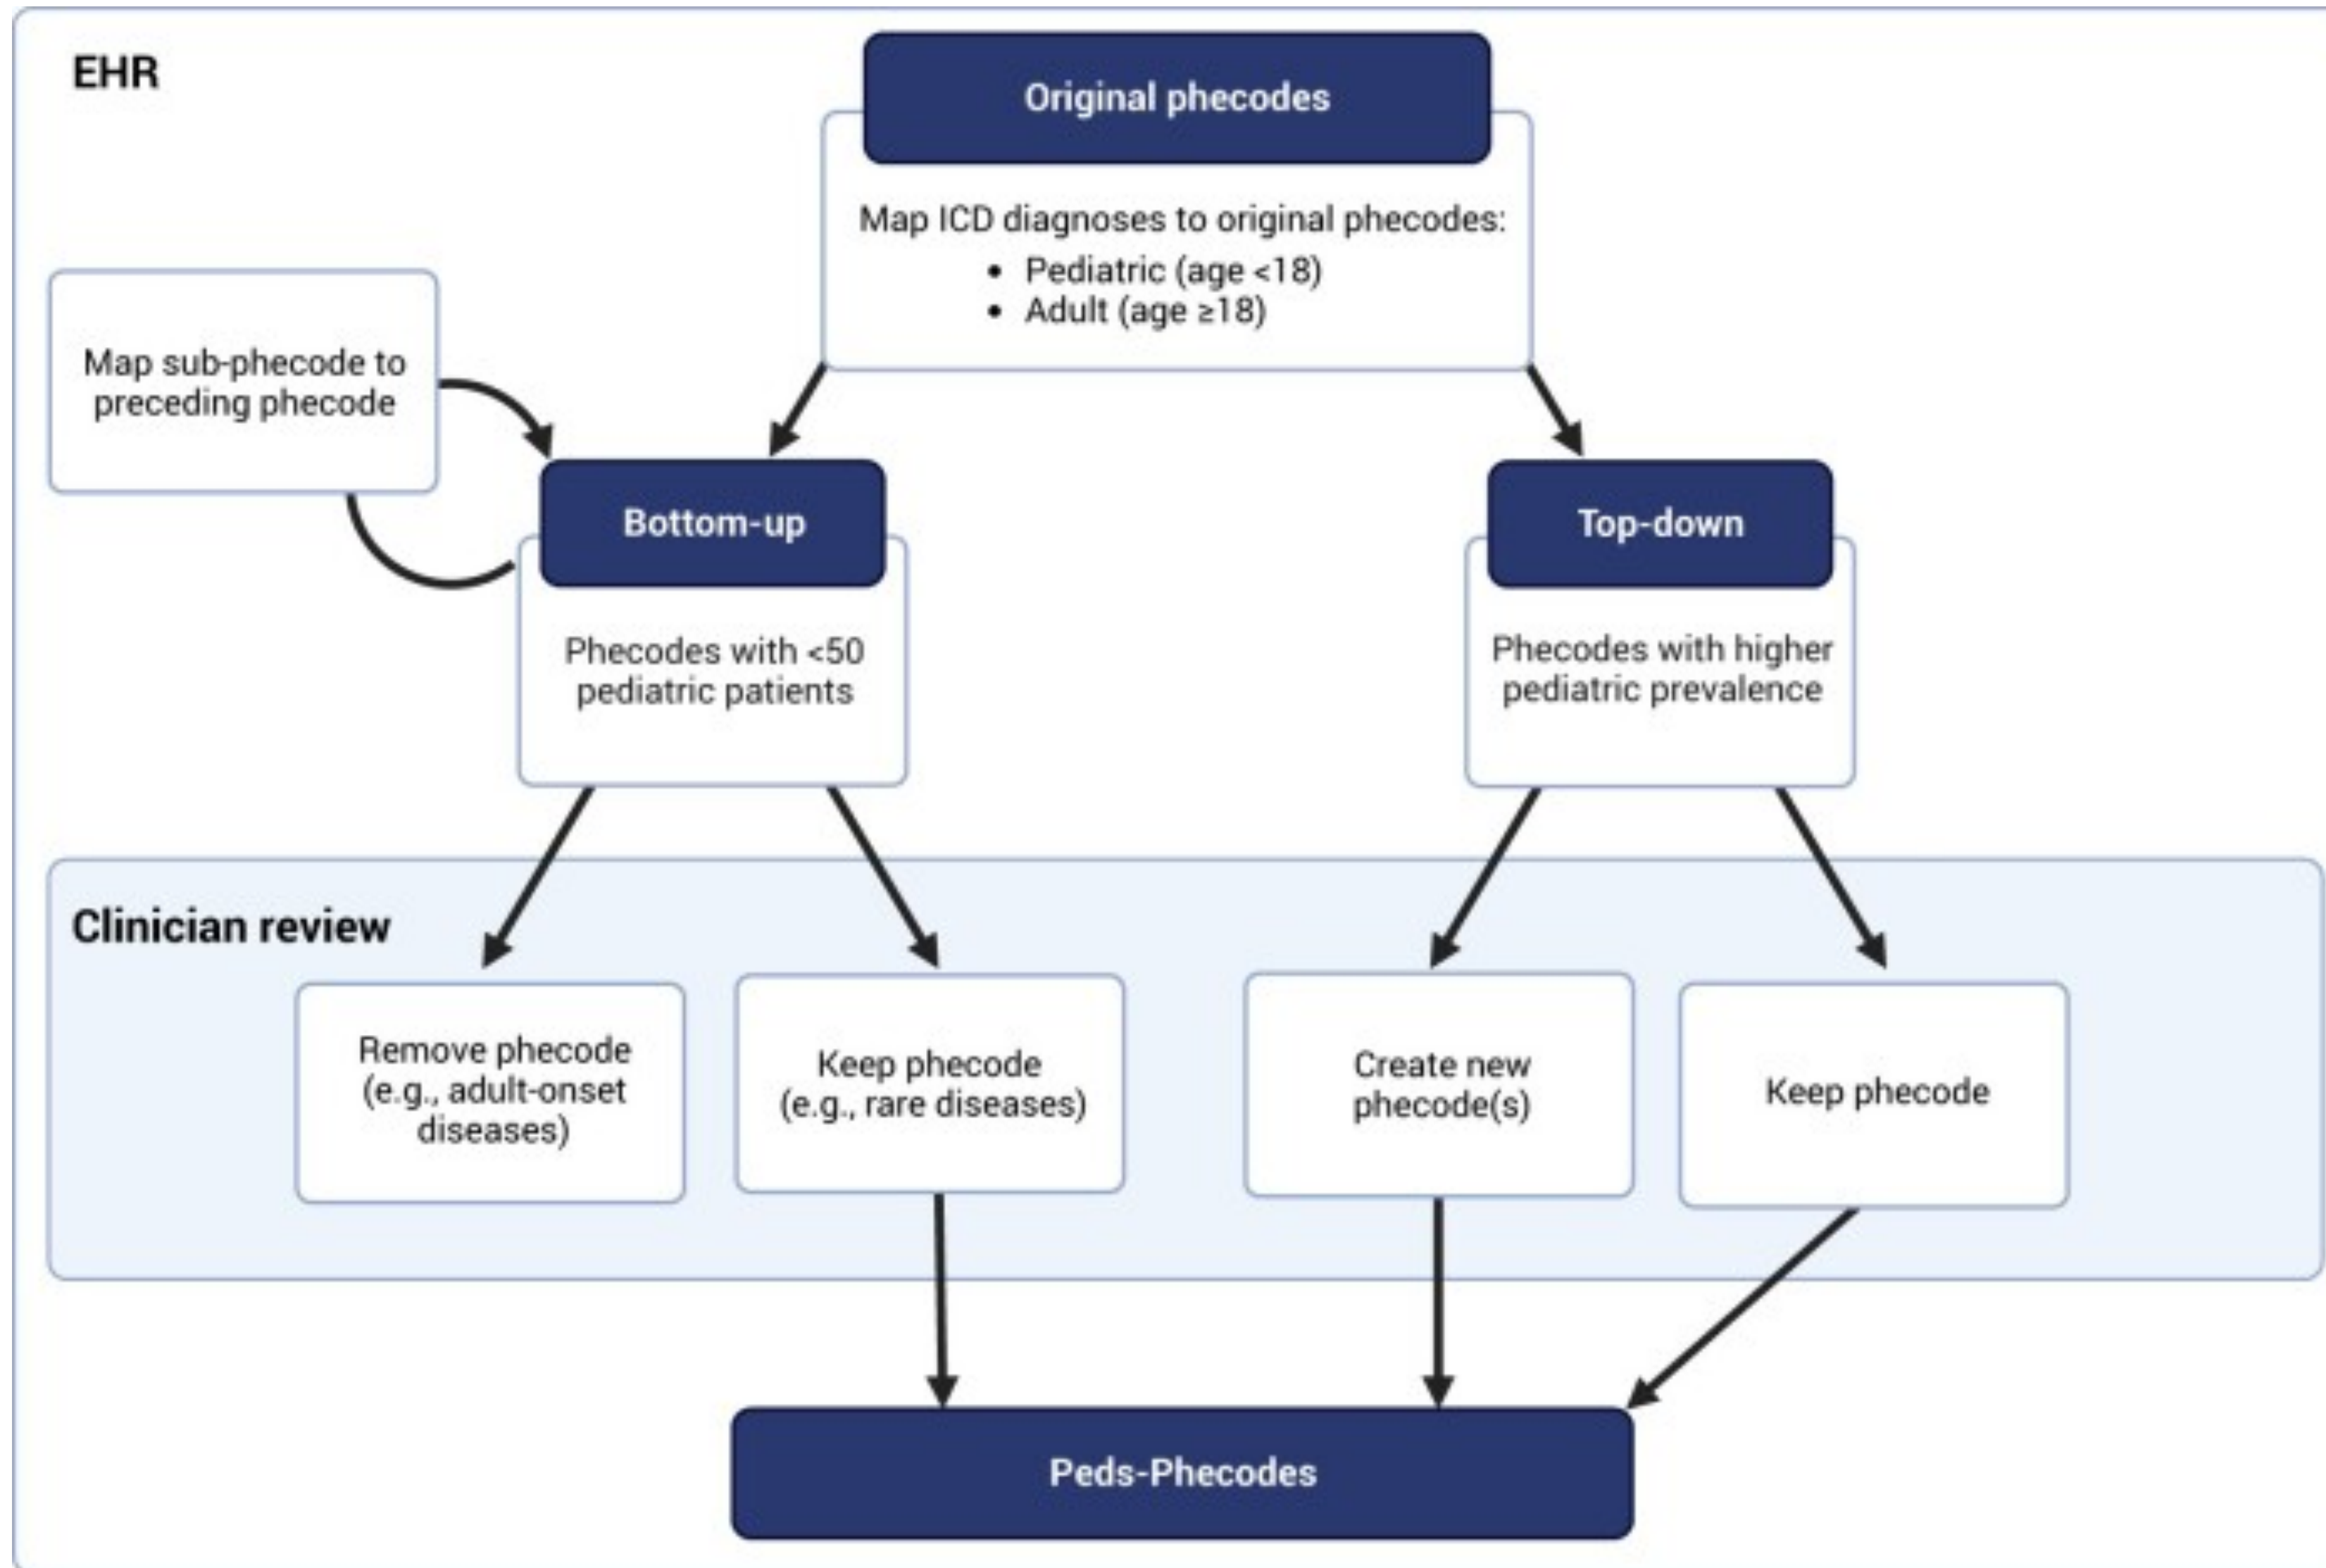 EHR
Original phecodes
Map ICD diagnoses to original phecodes:
• Pediatric (age <18)
• Adult (age ≥18)
Map sub-phecode to
preceding phecode
Bottom-up
Phecodes with <50
pediatric patients
Top-down
Phecodes with higher
pediatric prevalence
Clinician review
Remove phecode
(e.g., adult-onset
diseases)
Keep phecode
(e.g., rare diseases)
Create new
phecode(s)
Keep phecode
Peds-Phecodes